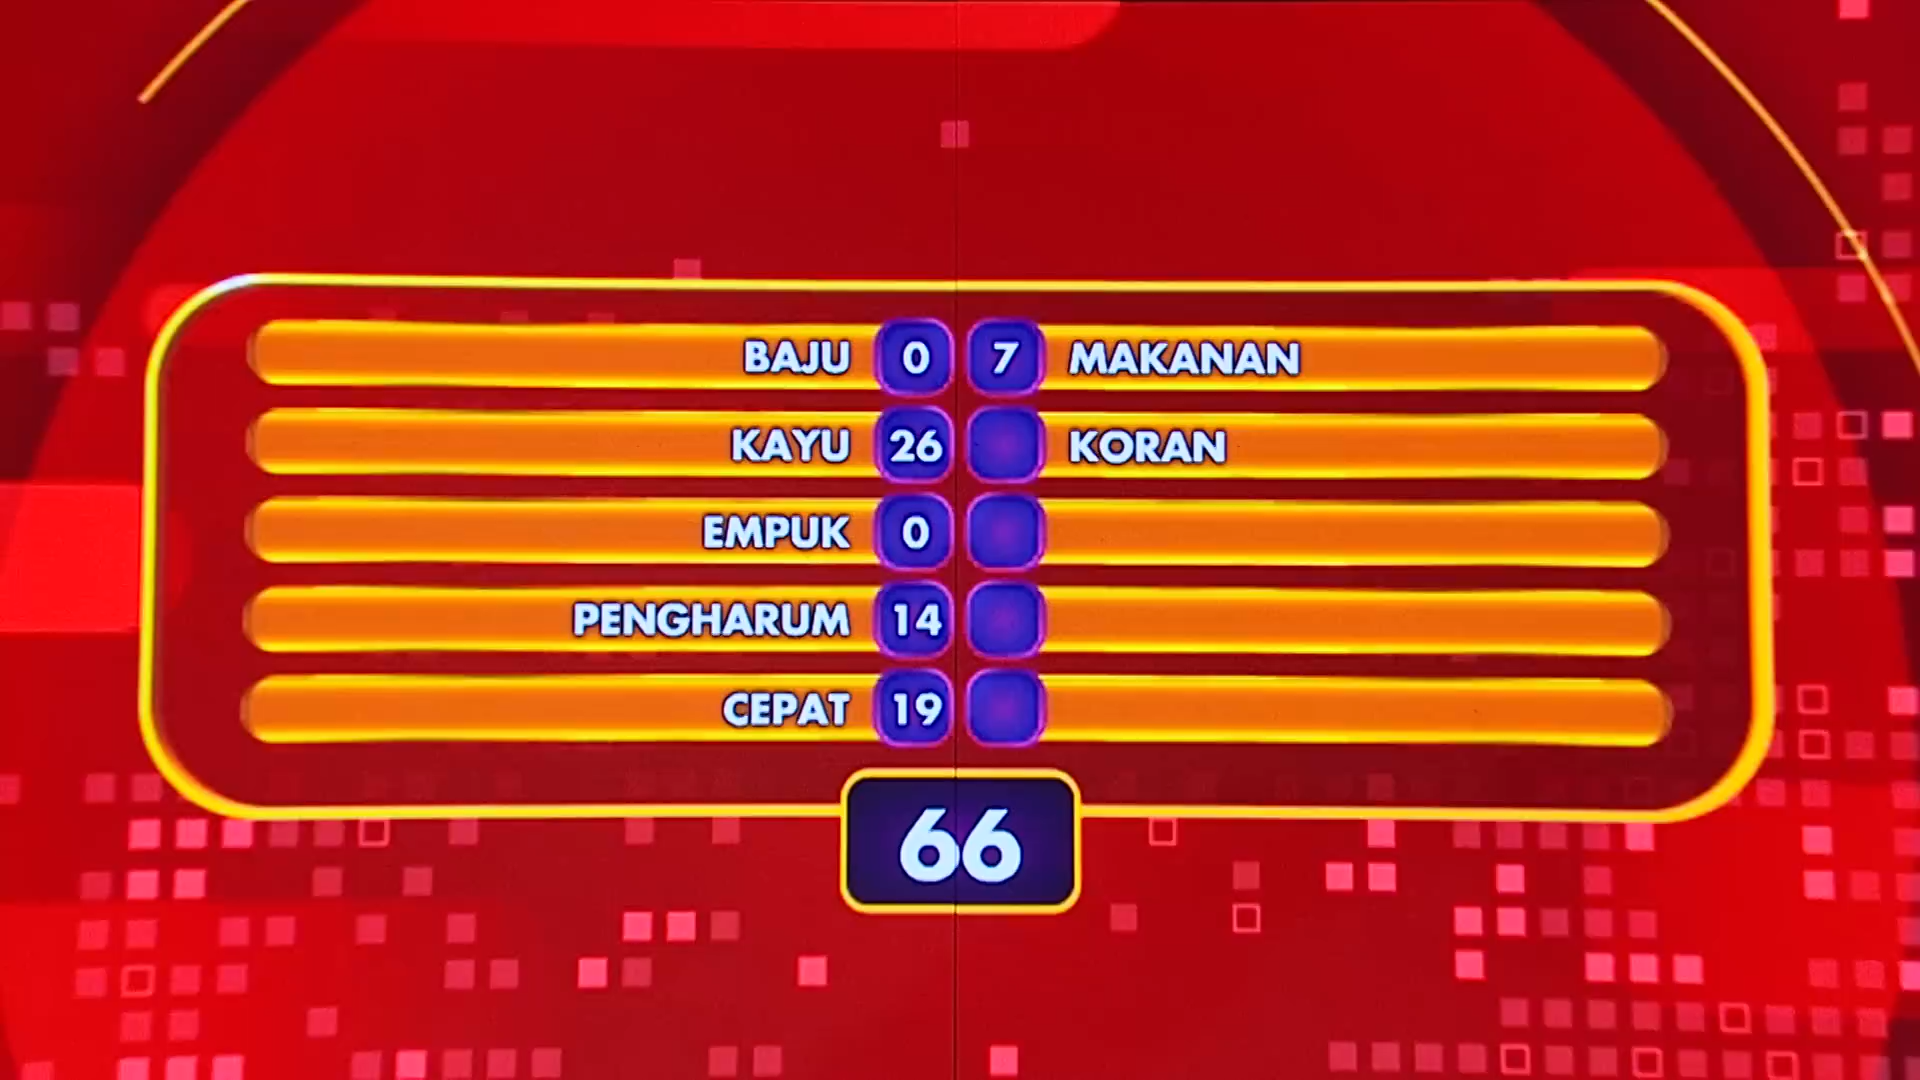 BAJU 0 7 MAKANAN
KAYU 26 KORAN
EMPUK 0
PENGHARUM 14
CEPAT 19
66